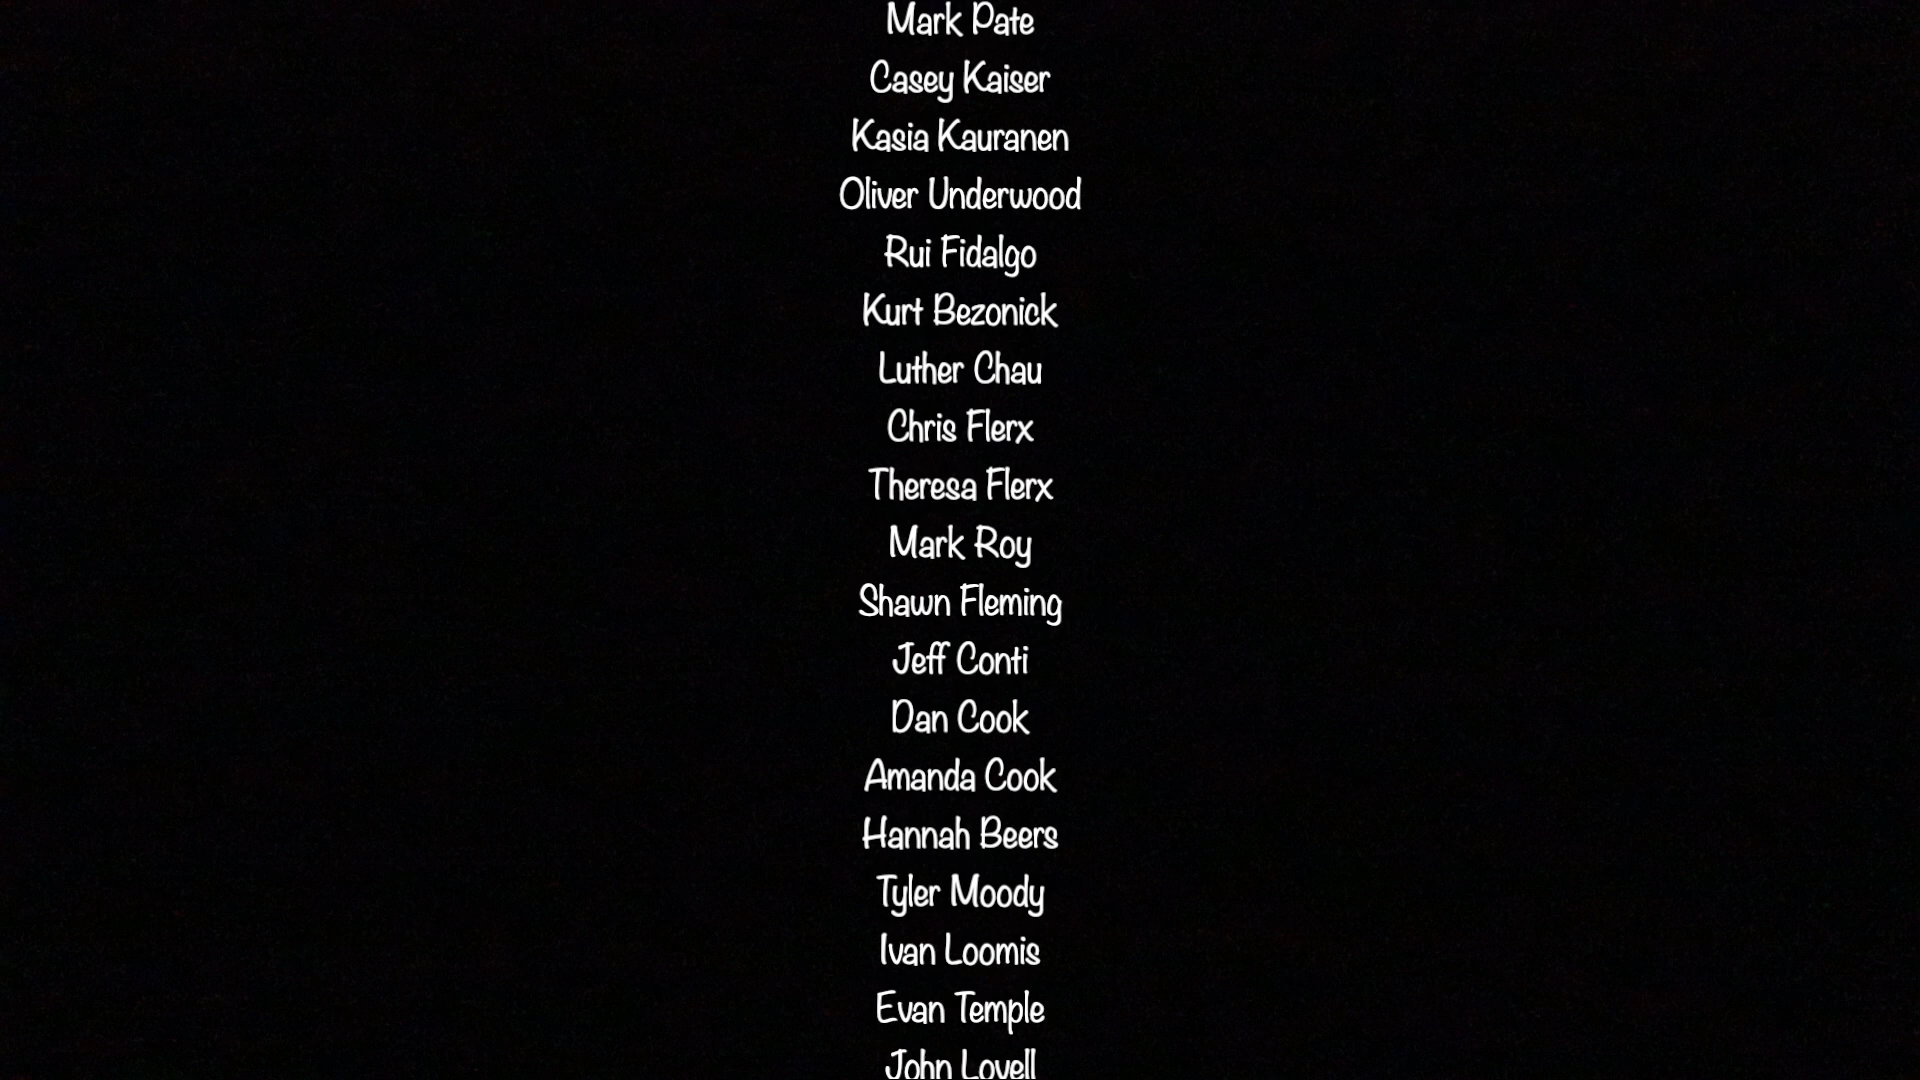 Mark Pate
Casey Kaiser
Kasia Kauranen
Oliver Underwood
Rui Fidalgo
Kurt Bezonick
Luther Chau
Chris Flerx
Theresa Flerx
Mark Roy
Shawn Fleming
Jeff Conti
Dan Cook
Amanda Cook
Hannah Beers
Tyler Moody
Ivan Loomis
Evan Temple
John Lovell